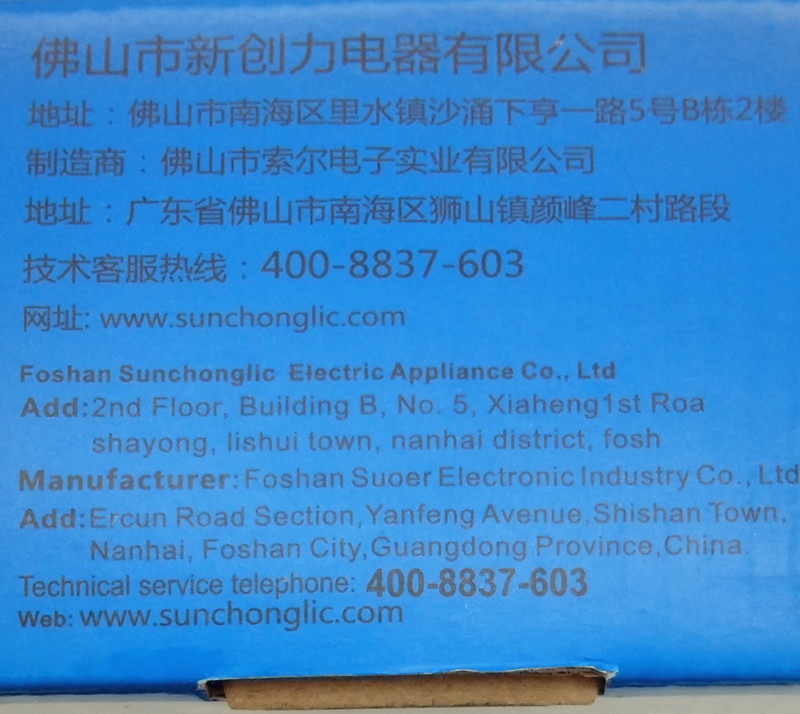 佛山市新创力电器有限公司
地址：佛山市南海区里水镇沙涌下亨一路5号B栋2楼
制造商：佛山市索尔电子实业有限公司
地址：广东省佛山市南海区狮山镇颜峰二村路段
技术客服热线：400-8837-603
网址: www.sunchonglic.com
Foshan Sunchonglic Electric Appliance Co., Ltd
Add:2nd Floor, Building B, No. 5, Xiaheng1st Roa
shayong, lishui town, nanhai district, fosh
Manufacturer:Foshan Suoer Electronic Industry Co., Ltd
Add:Ercun Road Section,Yanfeng Avenue,Shishan Town,
Nanhai, Foshan City,Guangdong Province,China.
Technical service telephone: 400-8837-603
Web: www.sunchonglic.com